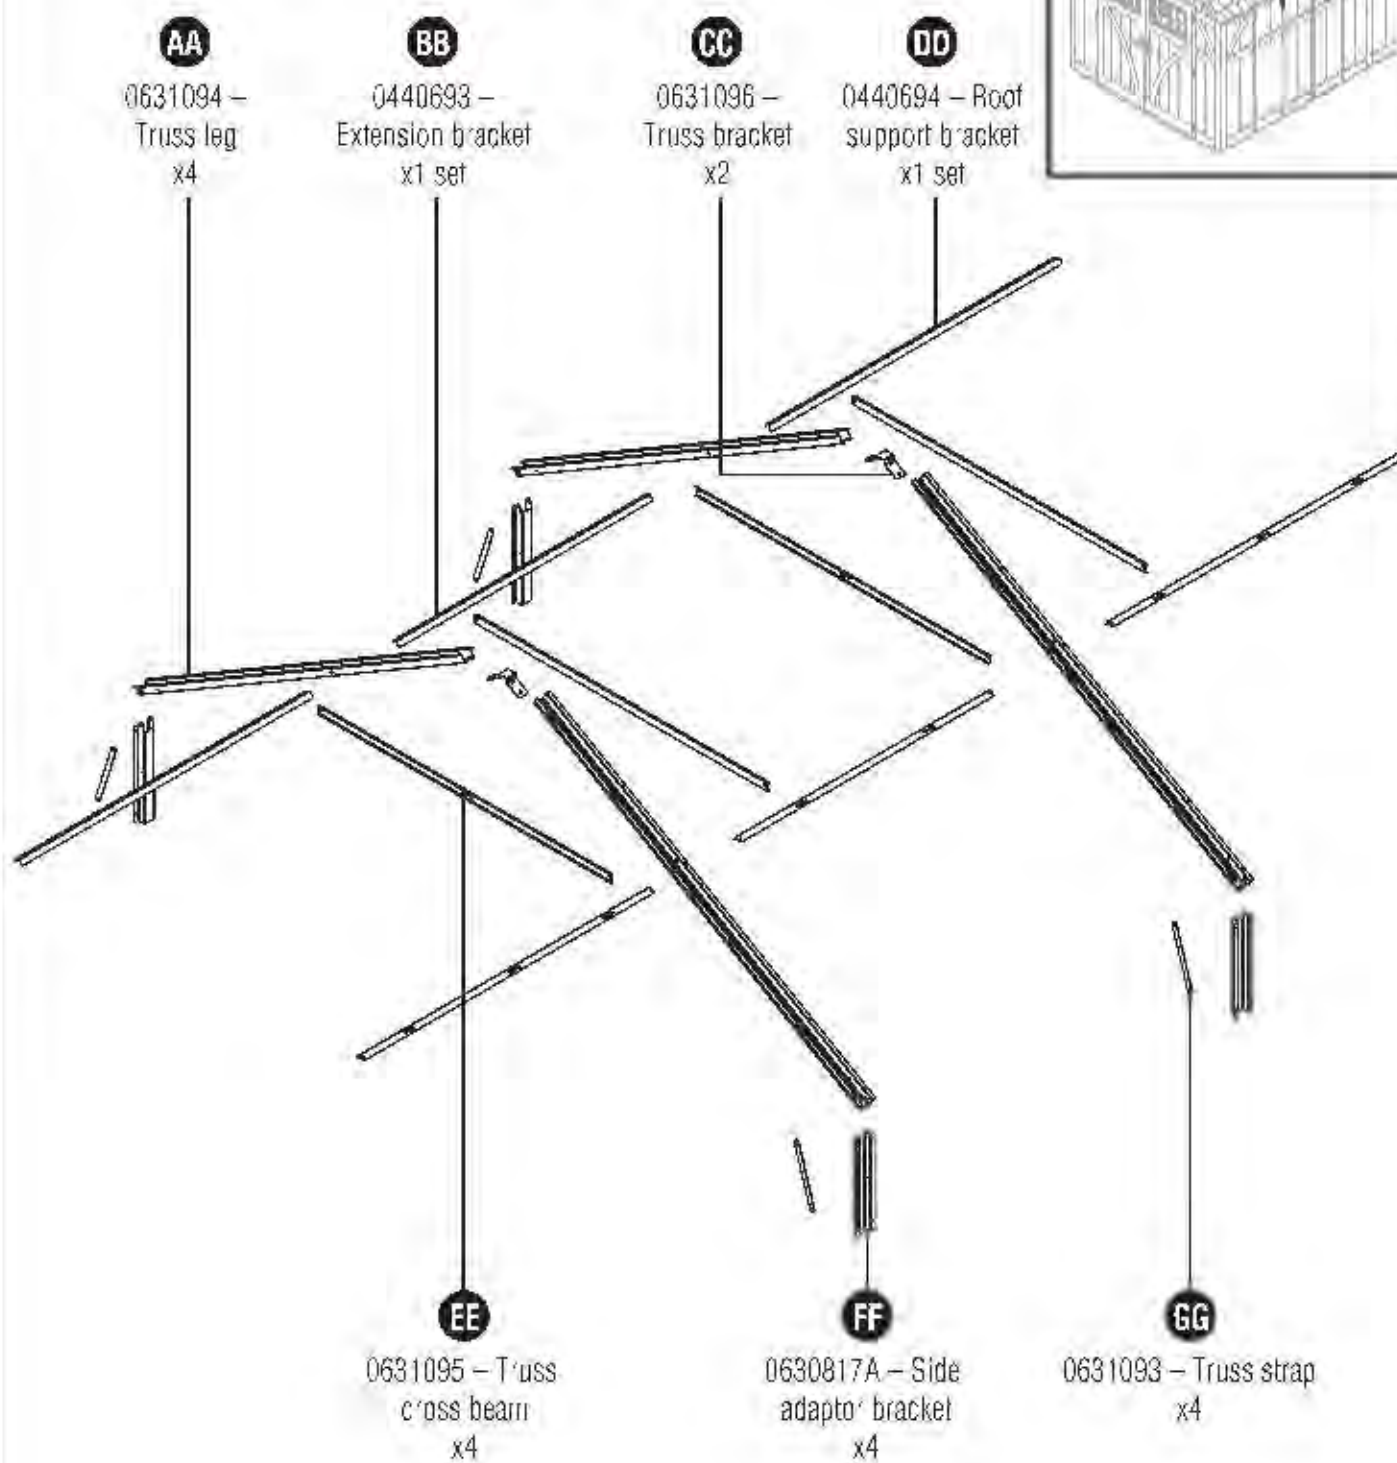 AA
0631094 –
Truss leg
x4
BB
0440693 –
Extension bracket
x1 set
CC
0631096 –
Truss bracket
x2
DD
0440694 – Roof
support bracket
x1 set
EE
0631095 – Truss
cross beam
x4
FF
0630817A – Side
adaptor bracket
x4
GG
0631093 – Truss strap
x4